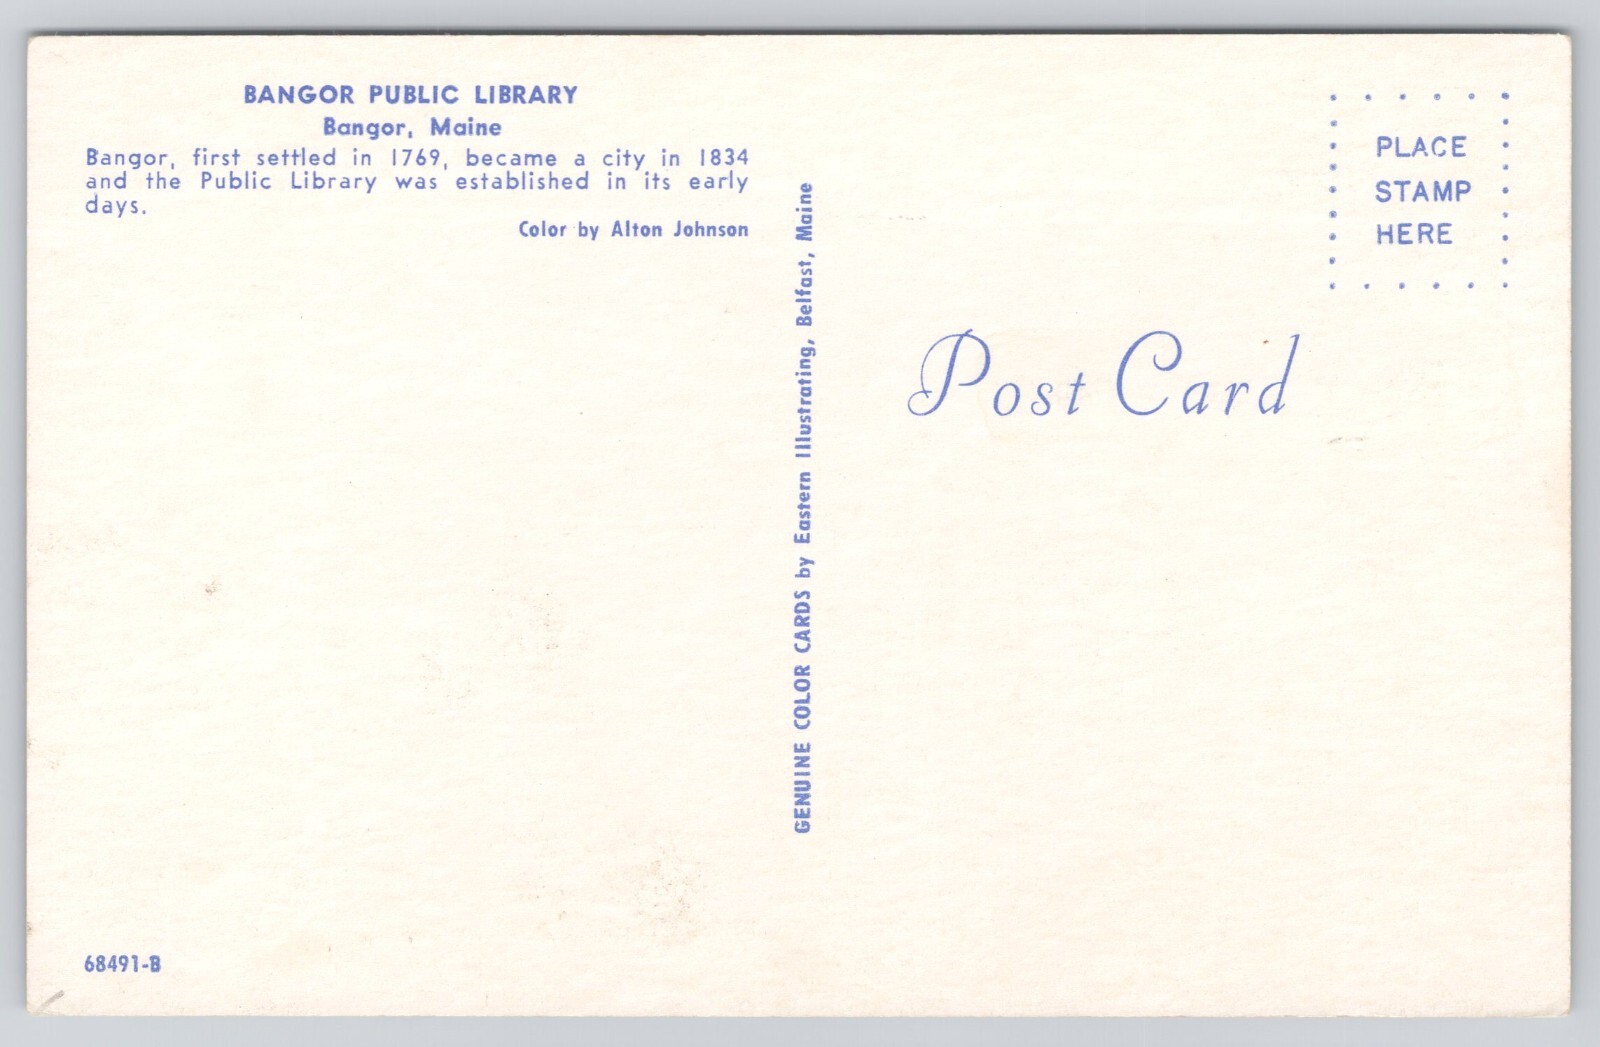 BANGOR PUBLIC LIBRARY
Bangor, Maine
Bangor, first settled in 1769, became a city in 1834
and the Public Library was established in its early
days.
Color by Alton Johnson
68491-B
GENUINE COLOR CARDS by Eastern Illustrating, Belfast, Maine
PLACE
STAMP
HERE
Post Card